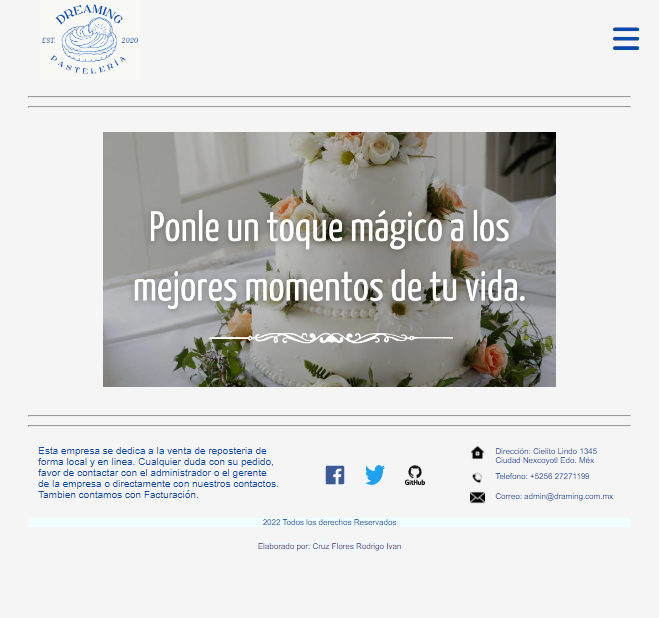 DREAMING
EST. 2020
PASTELERÍA
Ponle un toque mágico a los
mejores momentos de tu vida.
Esta empresa se dedica a la venta de reposteria de
forma local y en linea. Cualquier duda con su pedido,
favor de contactar con el administrador o el gerente
de la empresa o directamente con nuestros contactos.
Tambien contamos con Facturación.
GitHub
Dirección: Cielito Lindo 1345
Ciudad Nexcoyotl Edo. Méx
Telefono: +5256 27271199
Correo: admin@draming.com.mx
2022 Todos los derechos Reservados
Elaborado por: Cruz Flores Rodrigo Ivan